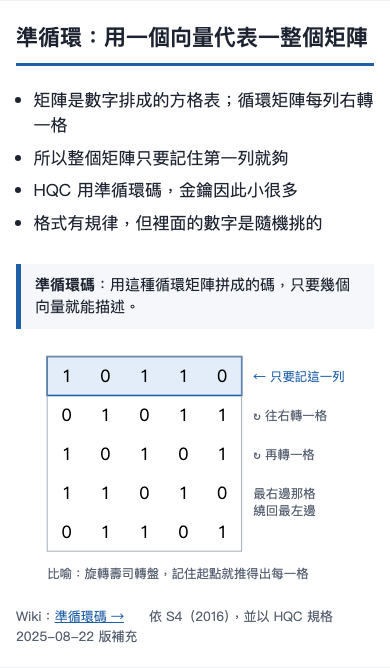 準循環：用一個向量代表一整個矩陣
矩陣是數字排成的方格表；循環矩陣每列右轉
一格
所以整個矩陣只要記住第一列就夠
HQC 用準循環碼，金鑰因此小很多
格式有規律，但裡面的數字是隨機挑的
準循環碼：用這種循環矩陣拼成的碼，只要幾個
向量就能描述。
1 0 1 1 0 ← 只要記這一列
0 1 0 1 1 ↻ 往右轉一格
1 0 1 0 1 ↻ 再轉一格
1 1 0 1 0 最右邊那格
繞回最左邊
0 1 1 0 1
比喻：旋轉壽司轉盤，記住起點就推得出每一格
Wiki：準循環碼 → 依 S4（2016），並以 HQC 規格
2025-08-22 版補充